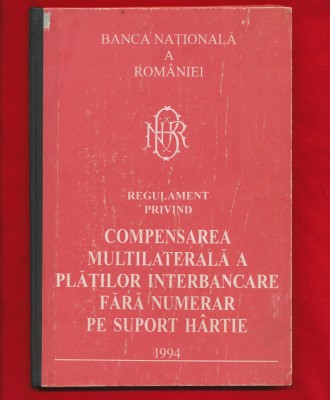 BANCA NAȚIONALĂ
A
ROMÂNIEI
BNR
REGULAMENT
PRIVIND
COMPENSAREA
MULTILATERALĂ A
PLĂȚILOR INTERBANCARE
FĂRĂ NUMERAR
PE SUPORT HÂRTIE
1994